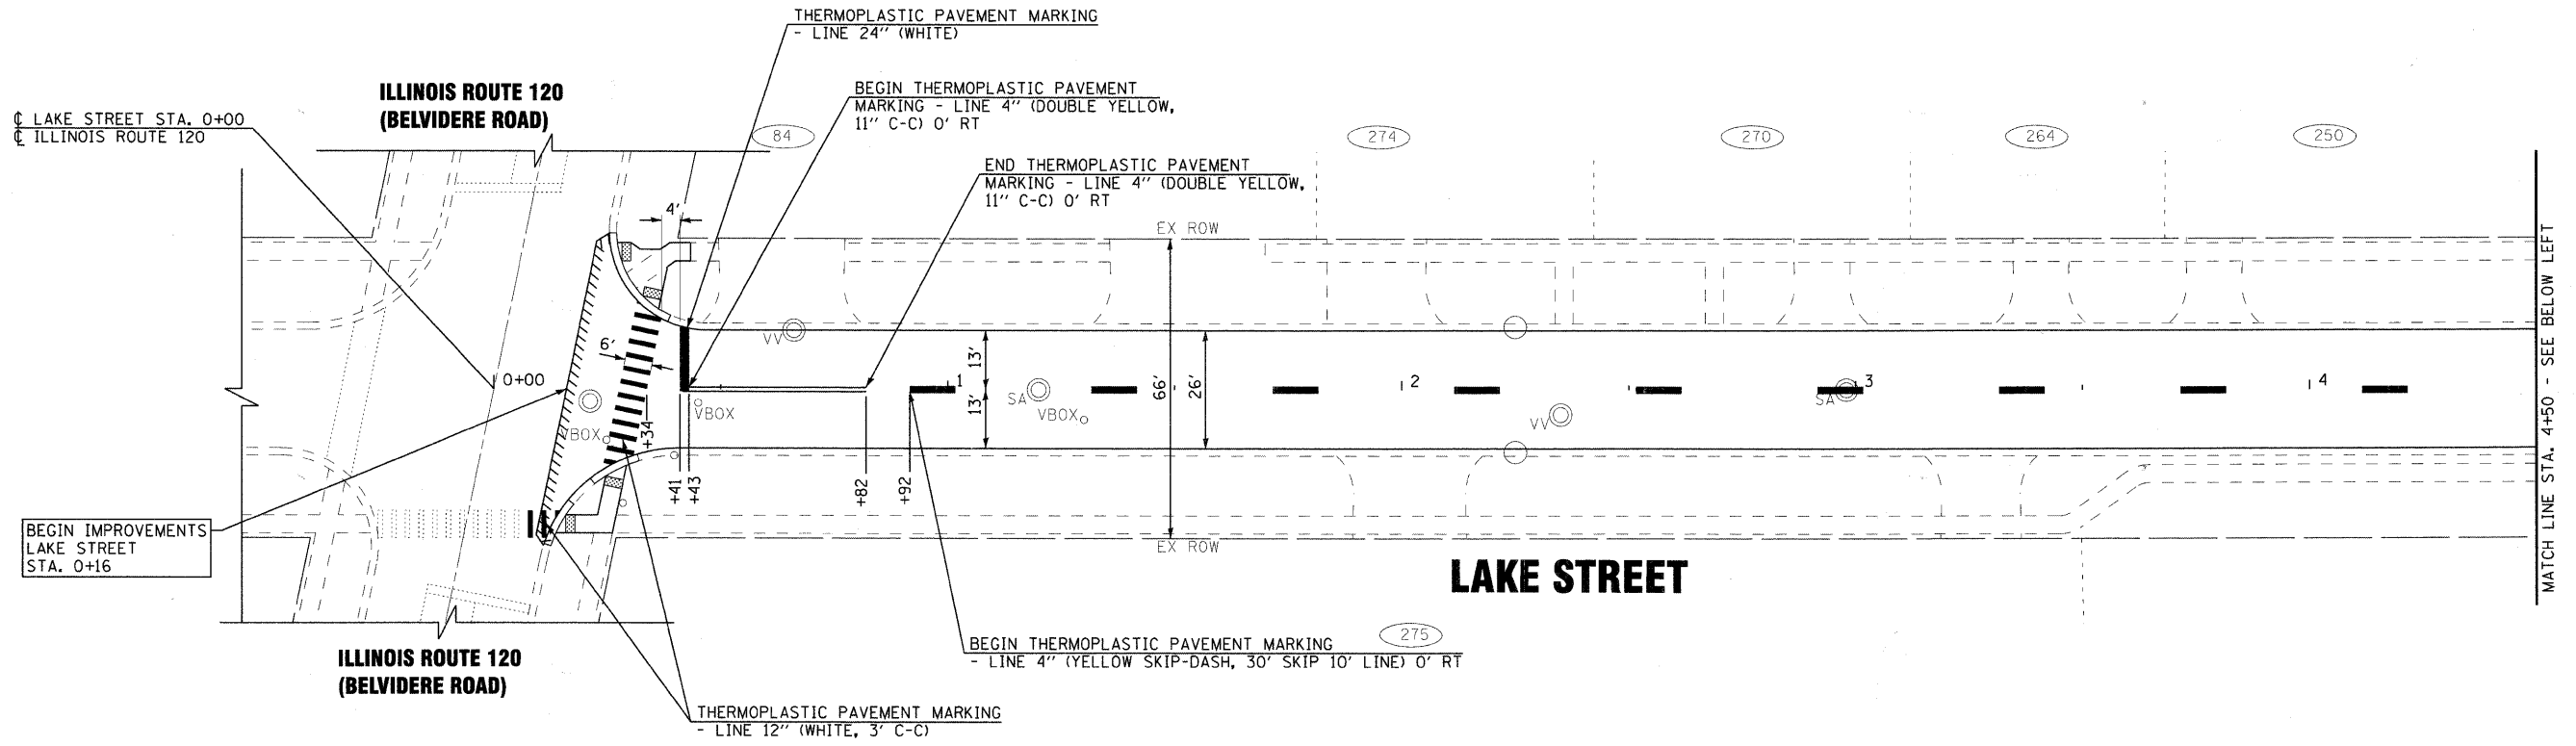 THERMOPLASTIC PAVEMENT MARKING
- LINE 24" (WHITE)
ILLINOIS ROUTE 120
(BELVIDERE ROAD)
BEGIN THERMOPLASTIC PAVEMENT
MARKING - LINE 4" (DOUBLE YELLOW,
11" C-C) 0' RT
℄ LAKE STREET STA. 0+00
℄ ILLINOIS ROUTE 120
84
274
270
264
250
END THERMOPLASTIC PAVEMENT
MARKING - LINE 4" (DOUBLE YELLOW,
11" C-C) 0' RT
4'
EX ROW
MATCH LINE STA. 4+50 - SEE BELOW LEFT
VV
6'
13'
66'
26'
0+00
1
2
3
4
SA
SA
13'
VBOX
VBOX
VV
VBOX
+34
+41
+43
+82
+92
BEGIN IMPROVEMENTS
LAKE STREET
STA. 0+16
EX ROW
LAKE STREET
275
BEGIN THERMOPLASTIC PAVEMENT MARKING
- LINE 4" (YELLOW SKIP-DASH, 30' SKIP 10' LINE) 0' RT
ILLINOIS ROUTE 120
(BELVIDERE ROAD)
THERMOPLASTIC PAVEMENT MARKING
- LINE 12" (WHITE, 3' C-C)